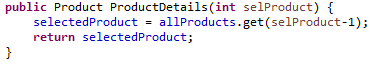 public Product ProductDetails(int selProduct) {
    selectedProduct = allProducts.get(selProduct-1);
    return selectedProduct;
}